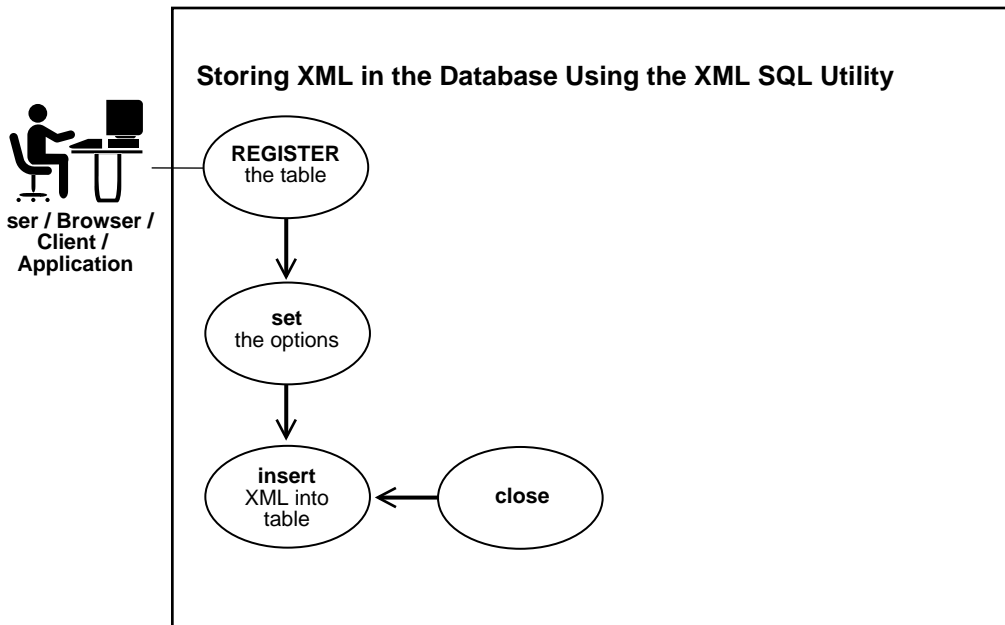 Storing XML in the Database Using the XML SQL Utility
REGISTER
the table
ser / Browser /
Client /
Application
set
the options
insert
XML into
table
close